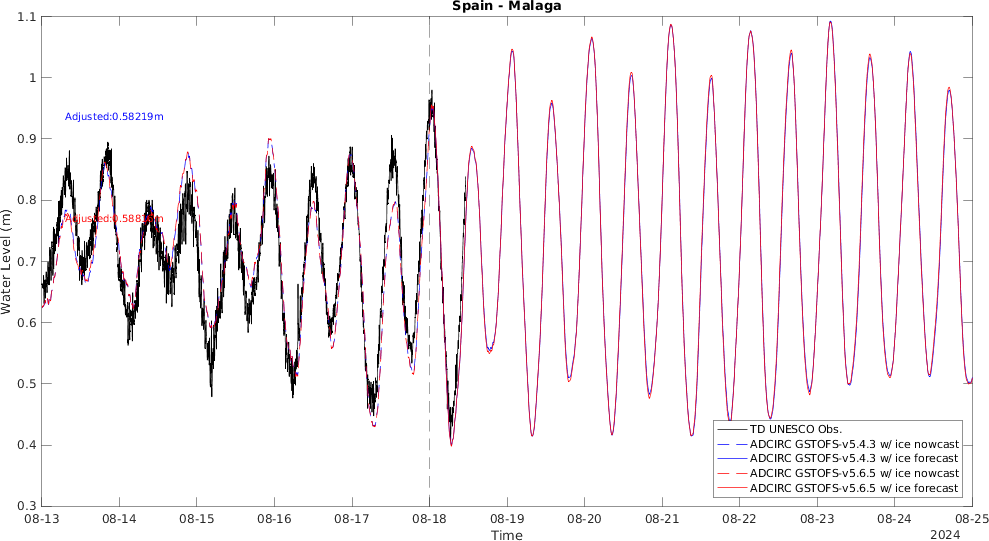 Spain - Malaga
1.1
1
0.9
0.8
0.7
0.6
0.5
0.4
0.3
Water Level (m)
Adjusted:0.58219m
TD UNESCO Obs.
ADCIRC GSTOFS-v5.4.3 w/ ice nowcast
ADCIRC GSTOFS-v5.4.3 w/ ice forecast
ADCIRC GSTOFS-v5.6.5 w/ ice nowcast
ADCIRC GSTOFS-v5.6.5 w/ ice forecast
08-13 08-14 08-15 08-16 08-17 08-18 08-19 08-20 08-21 08-22 08-23 08-24 08-25
Time
2024